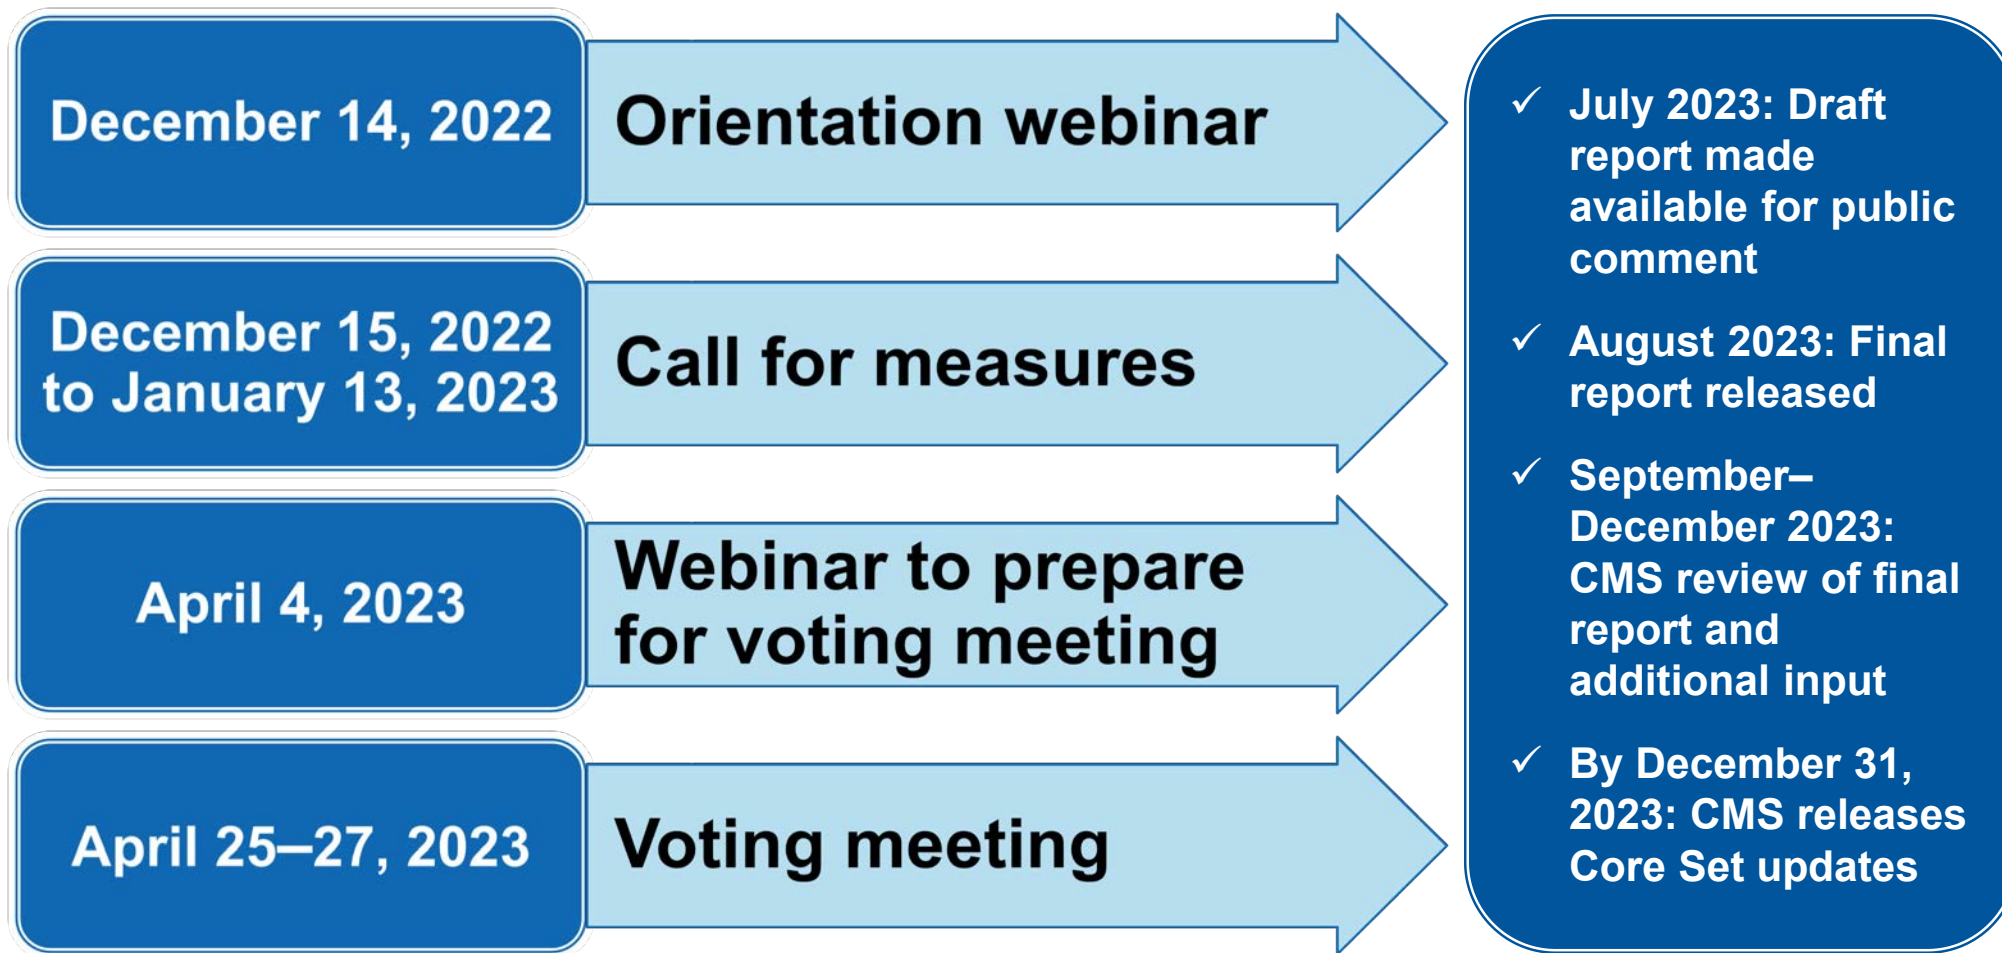 December 14, 2022
Orientation webinar
December 15, 2022
to January 13, 2023
Call for measures
April 4, 2023
Webinar to prepare
for voting meeting
April 25–27, 2023
Voting meeting
✓ July 2023: Draft
report made
available for public
comment
✓ August 2023: Final
report released
✓ September–
December 2023:
CMS review of final
report and
additional input
✓ By December 31,
2023: CMS releases
Core Set updates